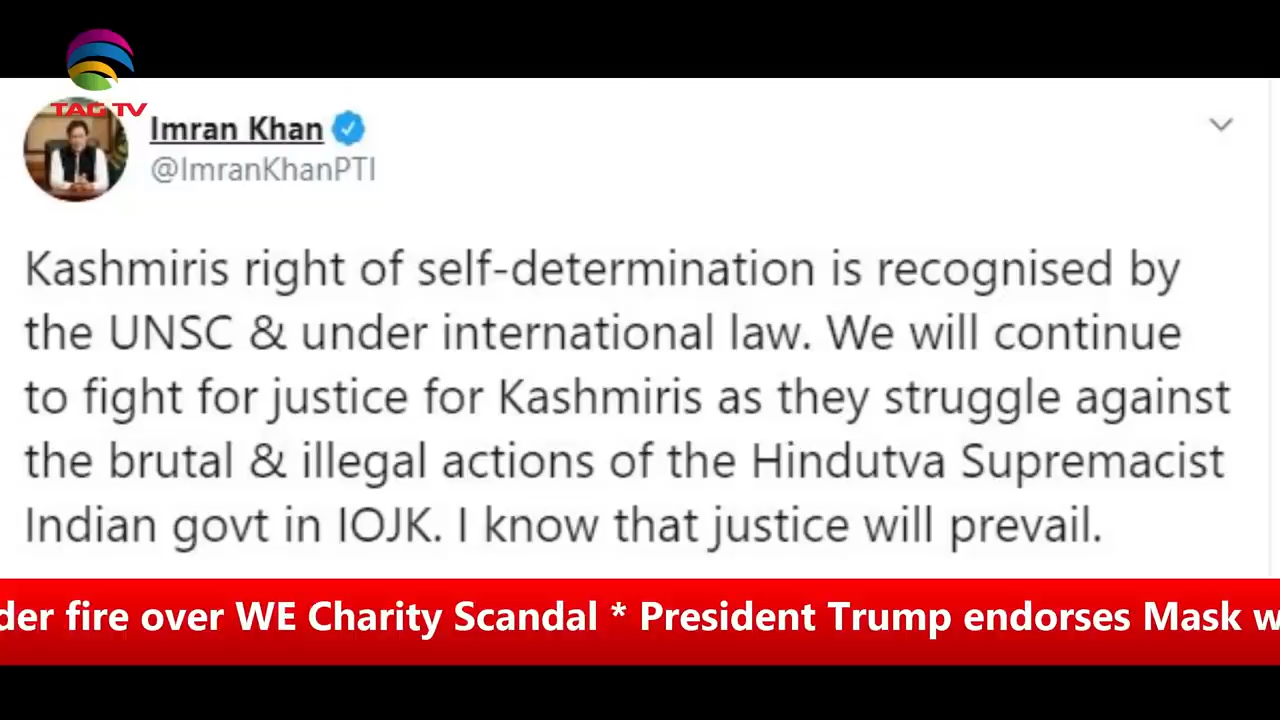 TAG TV
Imran Khan
@ImranKhanPTI
Kashmiris right of self-determination is recognised by
the UNSC & under international law. We will continue
to fight for justice for Kashmiris as they struggle against
the brutal & illegal actions of the Hindutva Supremacist
Indian govt in IOJK. I know that justice will prevail.
fire over WE Charity Scandal * President Trump endorses Mask